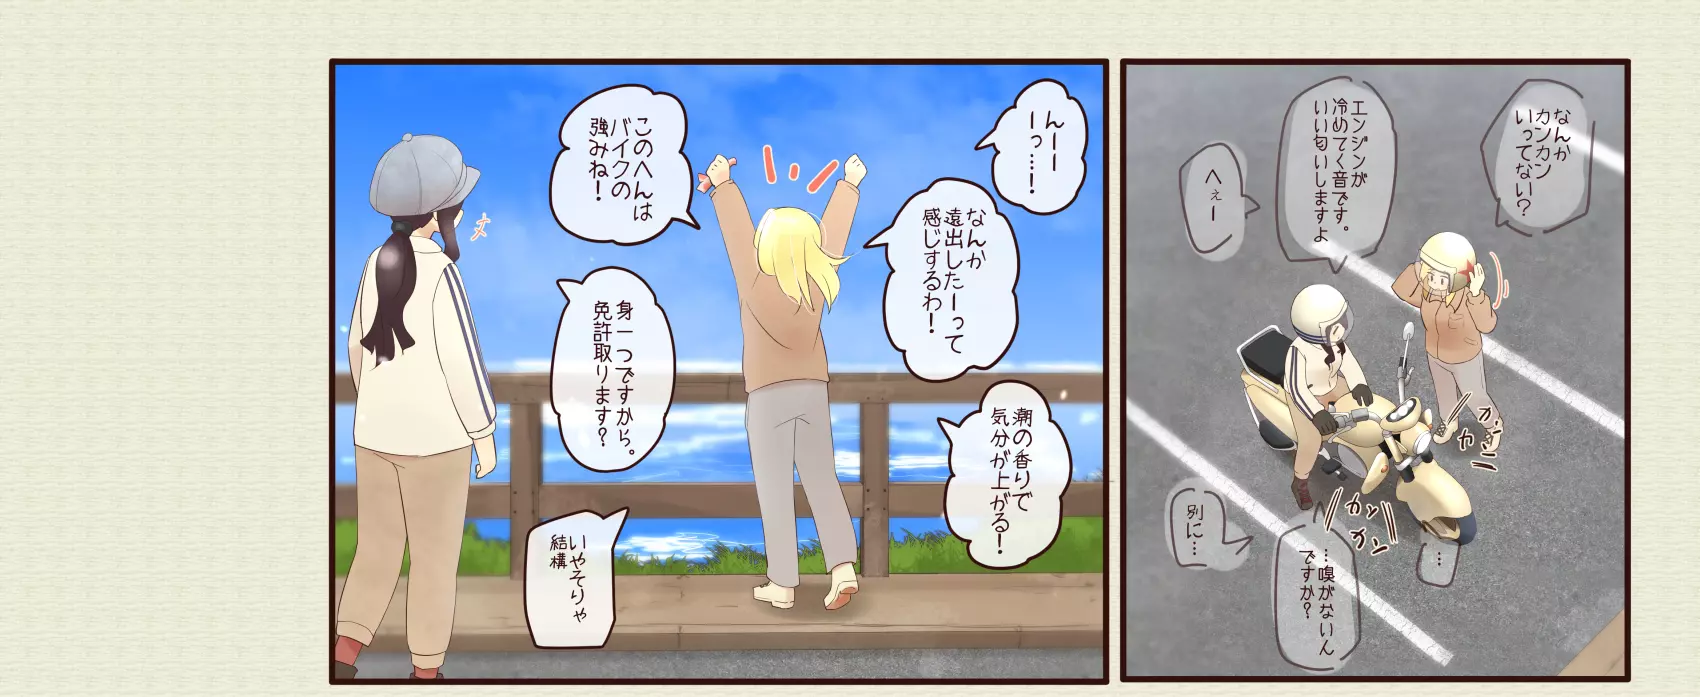 なんか
カンカン
いってない?
エンジンが
冷めてく音です。
いい匂いしますよ
へぇー
カン
カン
カン
カン
…
…嗅がないん
ですか?
別に…
んーー
ーっ…!
なんか
遠出したーって
感じするわ!
潮の香りで
気分が上がる!
このへんは
バイクの
強みね!
身一つですから。
免許取ります?
いやそりゃ
結構